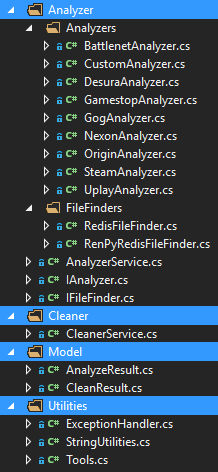 Analyzer
Analyzers
C# BattlenetAnalyzer.cs
C# CustomAnalyzer.cs
C# DesuraAnalyzer.cs
C# GamestopAnalyzer.cs
C# GogAnalyzer.cs
C# NexonAnalyzer.cs
C# OriginAnalyzer.cs
C# SteamAnalyzer.cs
C# UplayAnalyzer.cs
FileFinders
C# RedisFileFinder.cs
C# RenPyRedisFileFinder.cs
C# AnalyzerService.cs
C# IAnalyzer.cs
C# IFileFinder.cs
Cleaner
C# CleanerService.cs
Model
C# AnalyzeResult.cs
C# CleanResult.cs
Utilities
C# ExceptionHandler.cs
C# StringUtilities.cs
C# Tools.cs